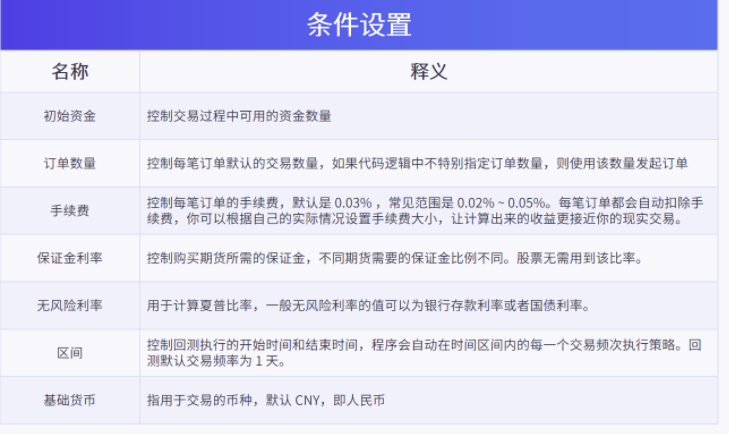 条件设置
名称 释义
初始资金 控制交易过程中可用的资金数量
订单数量 控制每笔订单默认的交易数量，如果代码逻辑中不特别指定订单数量，则使用该数量发起订单
手续费 控制每笔订单的手续费，默认是 0.03% ，常见范围是 0.02% ~ 0.05%。每笔订单都会自动扣除手
续费，你可以根据自己的实际情况设置手续费大小，让计算出来的收益更接近你的现实交易。
保证金利率 控制购买期货所需的保证金，不同期货需要的保证金比例不同。股票无需用到该比率。
无风险利率 用于计算夏普比率，一般无风险利率的值可以为银行存款利率或者国债利率。
区间 控制回测执行的开始时间和结束时间，程序会自动在时间区间内的每一个交易频次执行策略。回
测默认交易频率为 1 天。
基础货币 指用于交易的币种，默认 CNY，即人民币